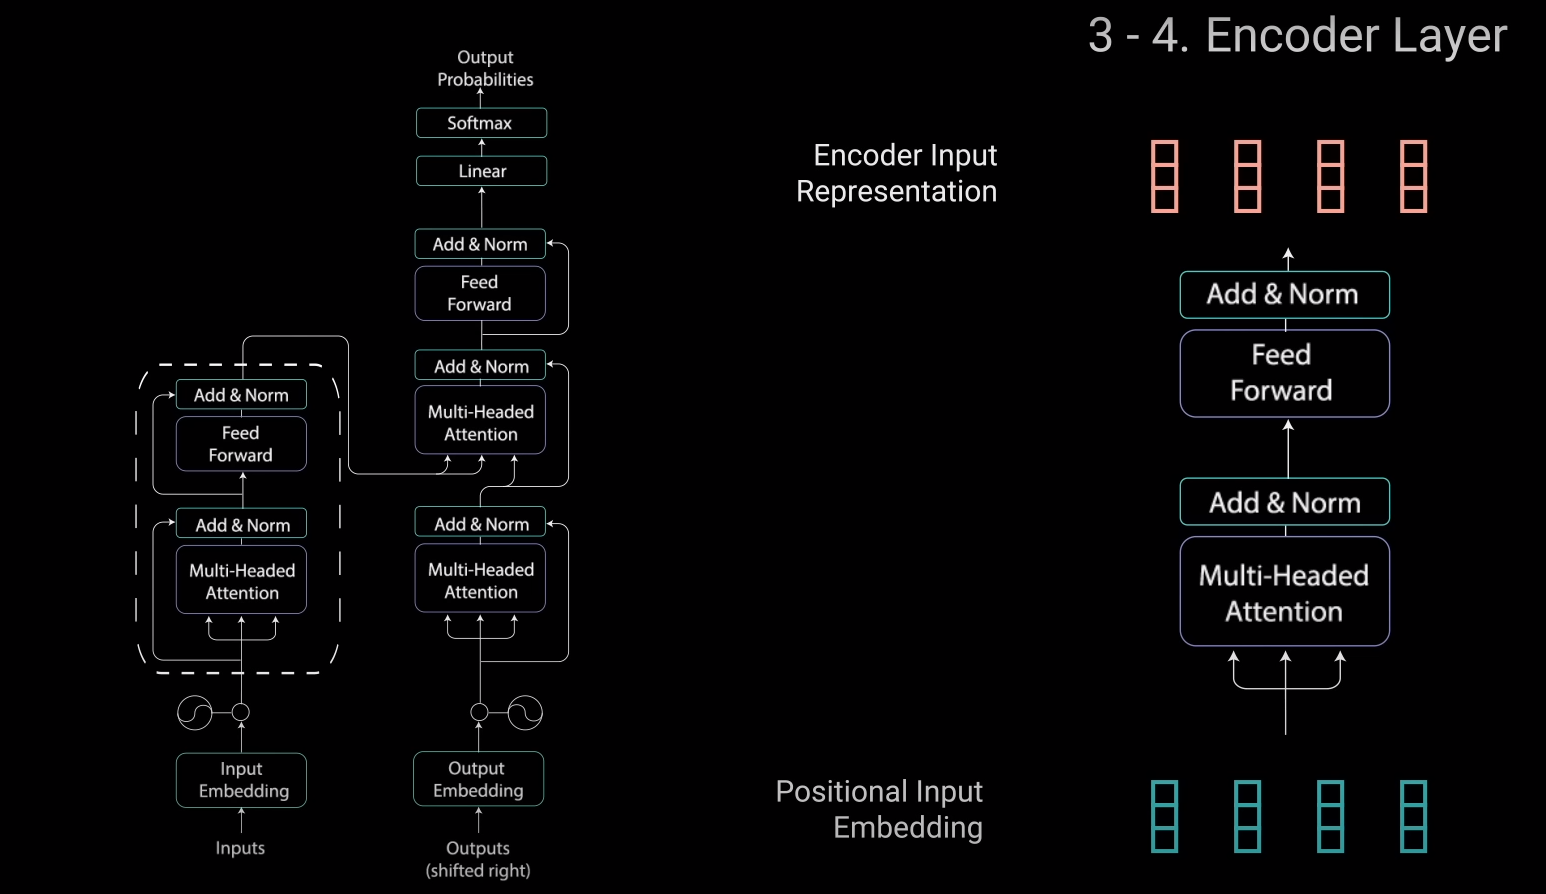 3 - 4. Encoder Layer
Output
Probabilities
Softmax
Linear
Add & Norm
Feed
Forward
Add & Norm
Multi-Headed
Attention
Add & Norm
Multi-Headed
Attention
Output
Embedding
Outputs
(shifted right)
Add & Norm
Feed
Forward
Add & Norm
Multi-Headed
Attention
Input
Embedding
Inputs
Encoder Input
Representation
Add & Norm
Feed
Forward
Add & Norm
Multi-Headed
Attention
Positional Input
Embedding